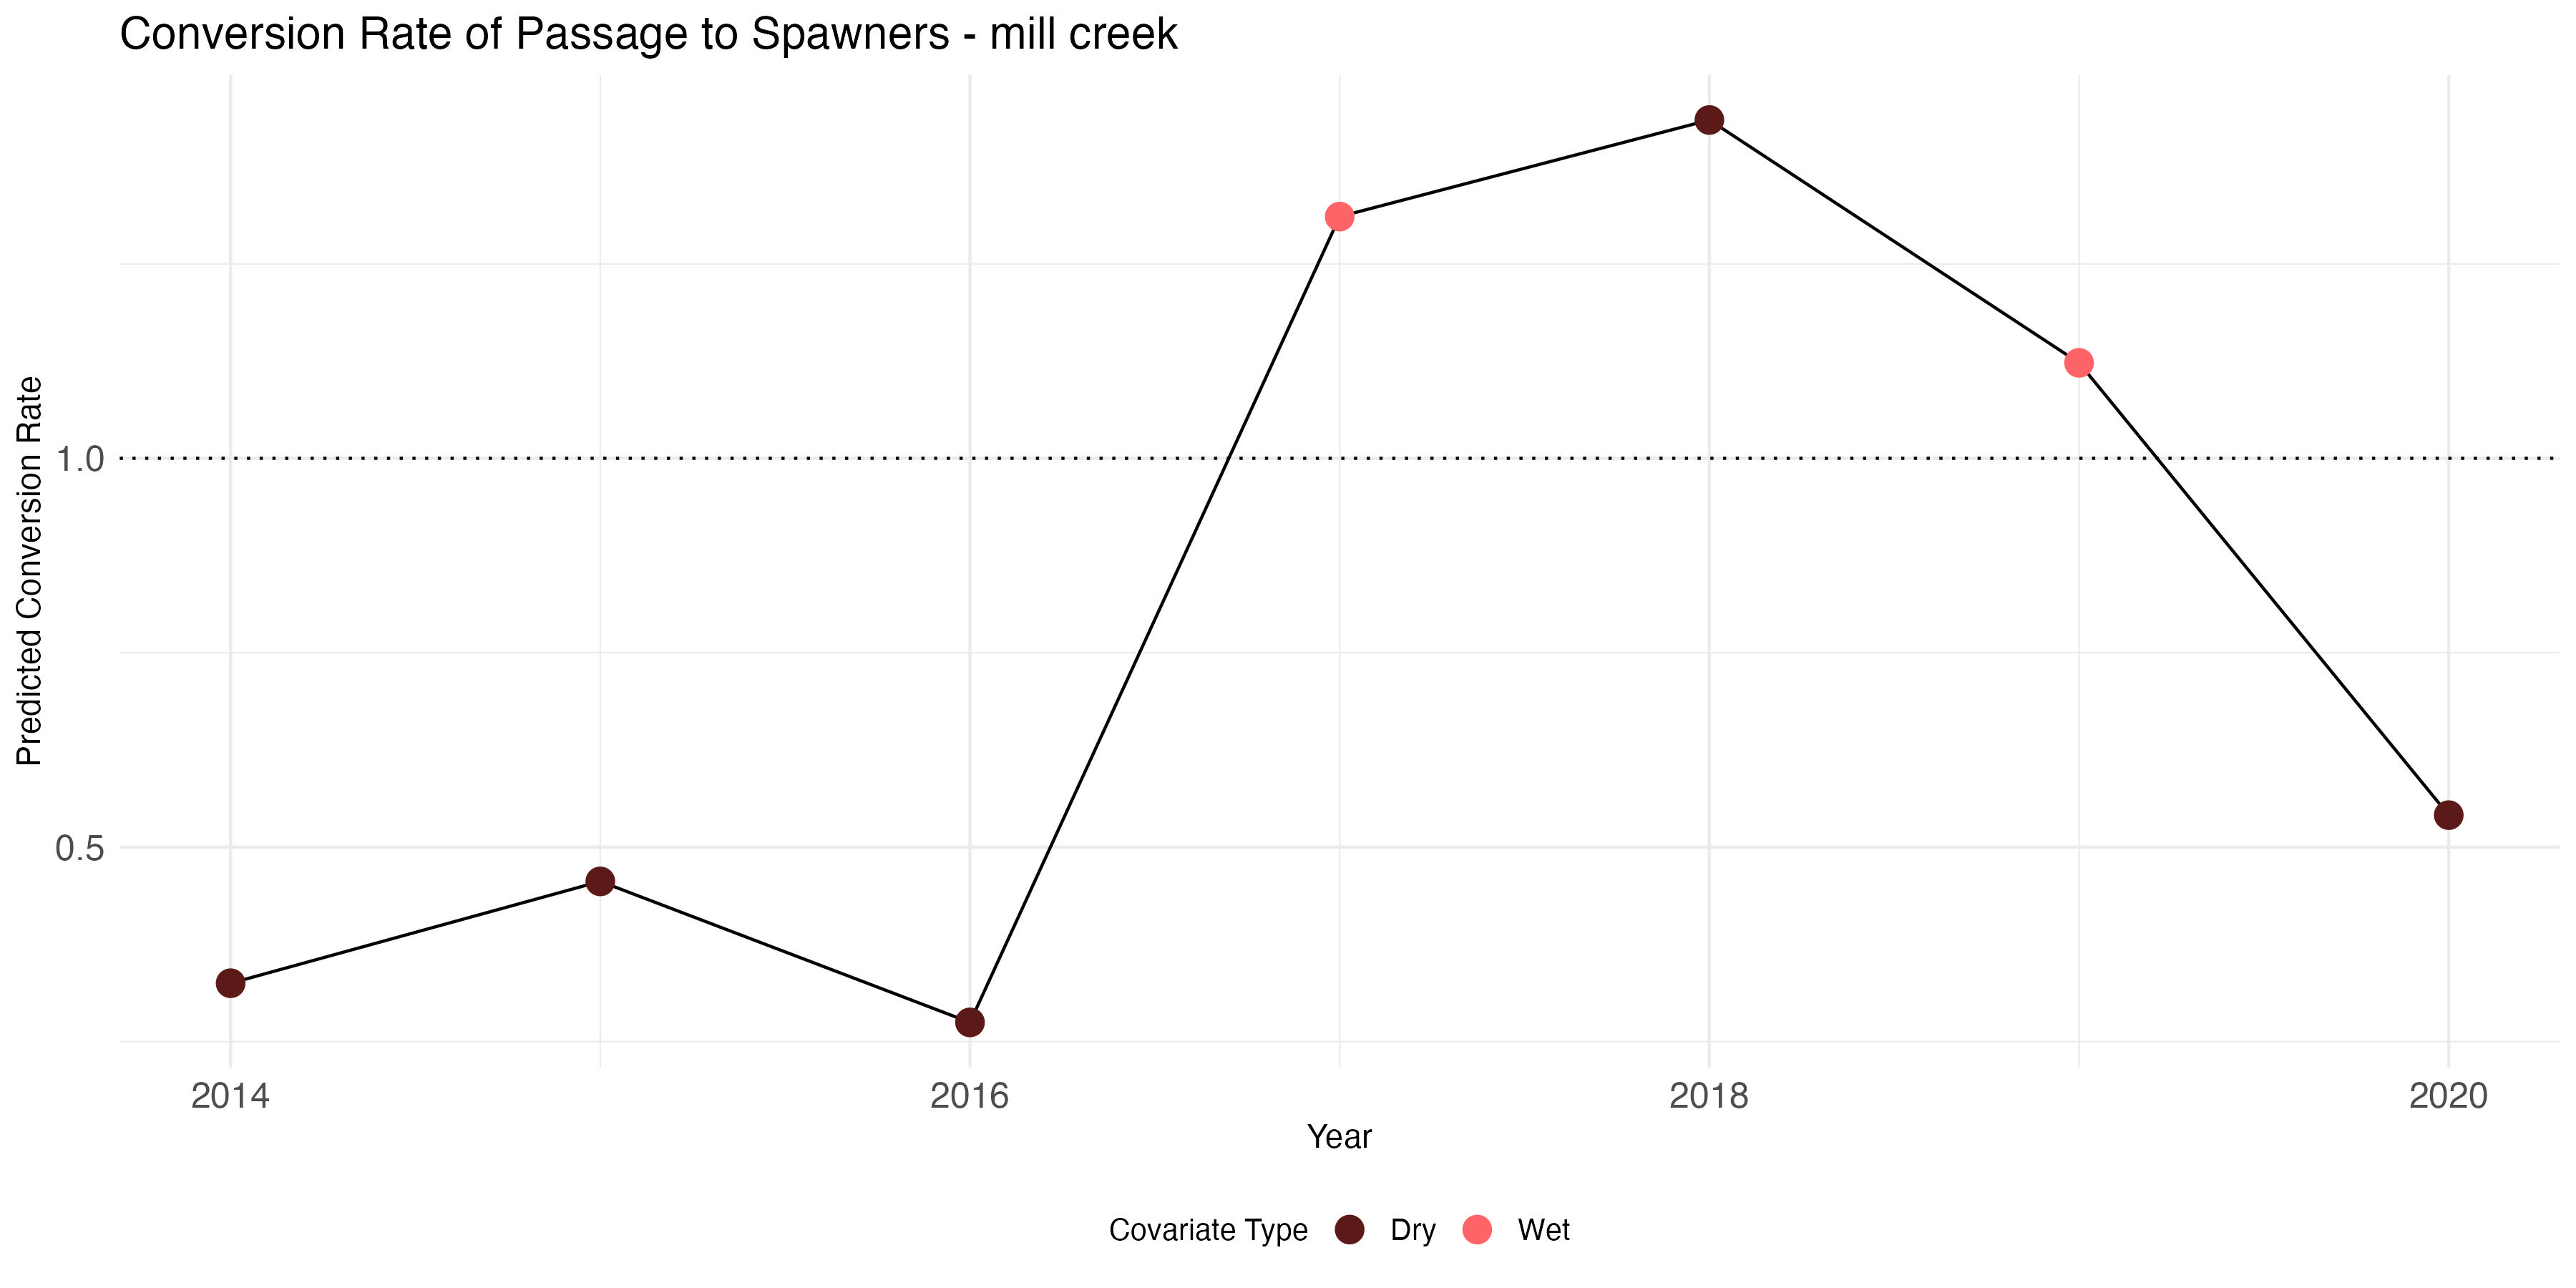 Conversion Rate of Passage to Spawners - mill creek
Predicted Conversion Rate
1.0
0.5
2014 2016 2018 2020
Year
Covariate Type Dry Wet